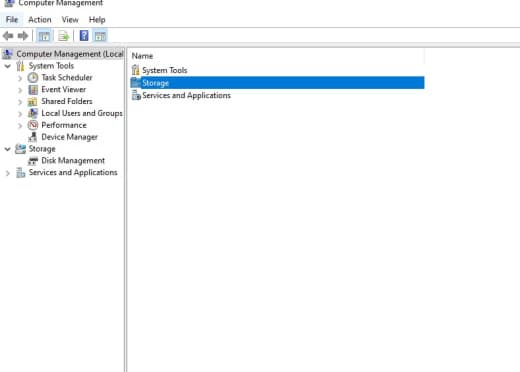 Computer Management
File Action View Help
Computer Management (Local
System Tools
Task Scheduler
Event Viewer
Shared Folders
Local Users and Groups
Performance
Device Manager
Storage
Disk Management
Services and Applications
Name
System Tools
Storage
Services and Applications